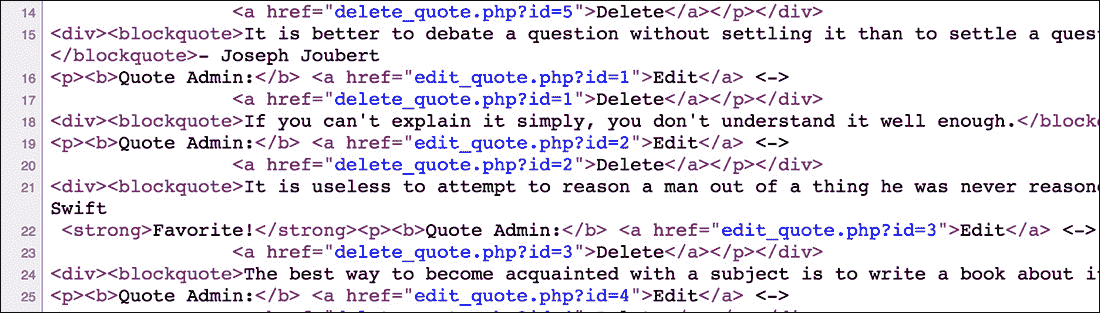 14 <a href="delete_quote.php?id=5">Delete</a></p></div>
15 <div><blockquote>It is better to debate a question without settling it than to settle a ques
</blockquote>- Joseph Joubert
16 <p><b>Quote Admin:</b> <a href="edit_quote.php?id=1">Edit</a> <->
17 <a href="delete_quote.php?id=1">Delete</a></p></div>
18 <div><blockquote>If you can't explain it simply, you don't understand it well enough.</block
19 <p><b>Quote Admin:</b> <a href="edit_quote.php?id=2">Edit</a> <->
20 <a href="delete_quote.php?id=2">Delete</a></p></div>
21 <div><blockquote>It is useless to attempt to reason a man out of a thing he was never reason
Swift
22 <strong>Favorite!</strong><p><b>Quote Admin:</b> <a href="edit_quote.php?id=3">Edit</a> <->
23 <a href="delete_quote.php?id=3">Delete</a></p></div>
24 <div><blockquote>The best way to become acquainted with a subject is to write a book about i
25 <p><b>Quote Admin:</b> <a href="edit_quote.php?id=4">Edit</a> <->